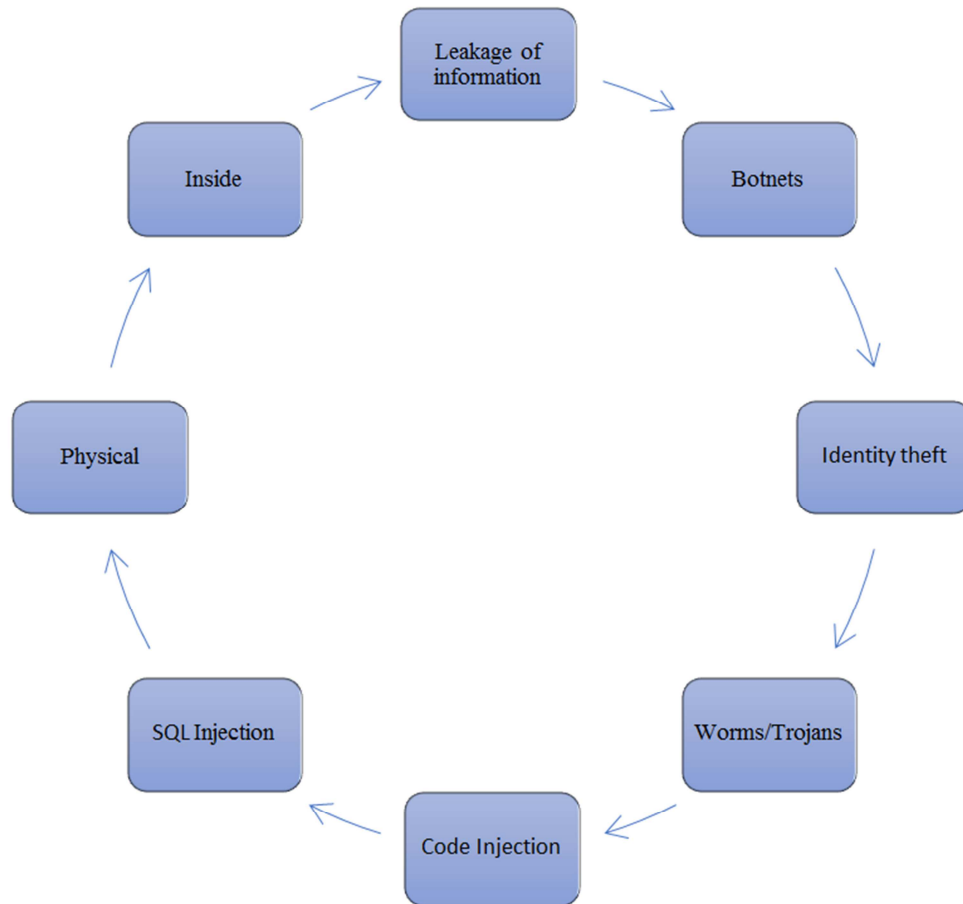 Leakage of
information
Botnets
Identity theft
Worms/Trojans
Code Injection
SQL Injection
Physical
Inside